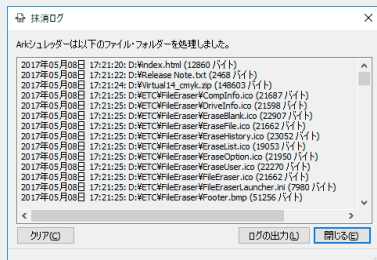 抹消ログ
Arkシュレッダーは以下のファイル・フォルダーを処理しました。
2017年05月08日 17:21:20: D:¥index.html (12860 バイト)
2017年05月08日 17:21:22: D:¥Release Note.txt (2468 バイト)
2017年05月08日 17:21:24: D:¥Virtual14_cmyk.zip (148603 バイト)
2017年05月08日 17:21:25: D:¥ETC¥FileEraser¥CompInfo.ico (21687 バイト)
2017年05月08日 17:21:25: D:¥ETC¥FileEraser¥DriveInfo.ico (21598 バイト)
2017年05月08日 17:21:25: D:¥ETC¥FileEraser¥EraseBlank.ico (22907 バイト)
2017年05月08日 17:21:25: D:¥ETC¥FileEraser¥EraseFile.ico (21662 バイト)
2017年05月08日 17:21:25: D:¥ETC¥FileEraser¥EraseHistory.ico (23052 バイト)
2017年05月08日 17:21:25: D:¥ETC¥FileEraser¥EraseList.ico (19053 バイト)
2017年05月08日 17:21:25: D:¥ETC¥FileEraser¥EraseOption.ico (21950 バイト)
2017年05月08日 17:21:25: D:¥ETC¥FileEraser¥EraseUser.ico (22270 バイト)
2017年05月08日 17:21:25: D:¥ETC¥FileEraser¥FileEraser.ico (21662 バイト)
2017年05月08日 17:21:25: D:¥ETC¥FileEraser¥FileEraserLauncher.ini (7980 バイト)
2017年05月08日 17:21:25: D:¥ETC¥FileEraser¥Footer.bmp (51256 バイト)
クリア(C)
ログの出力(L)
閉じる(E)